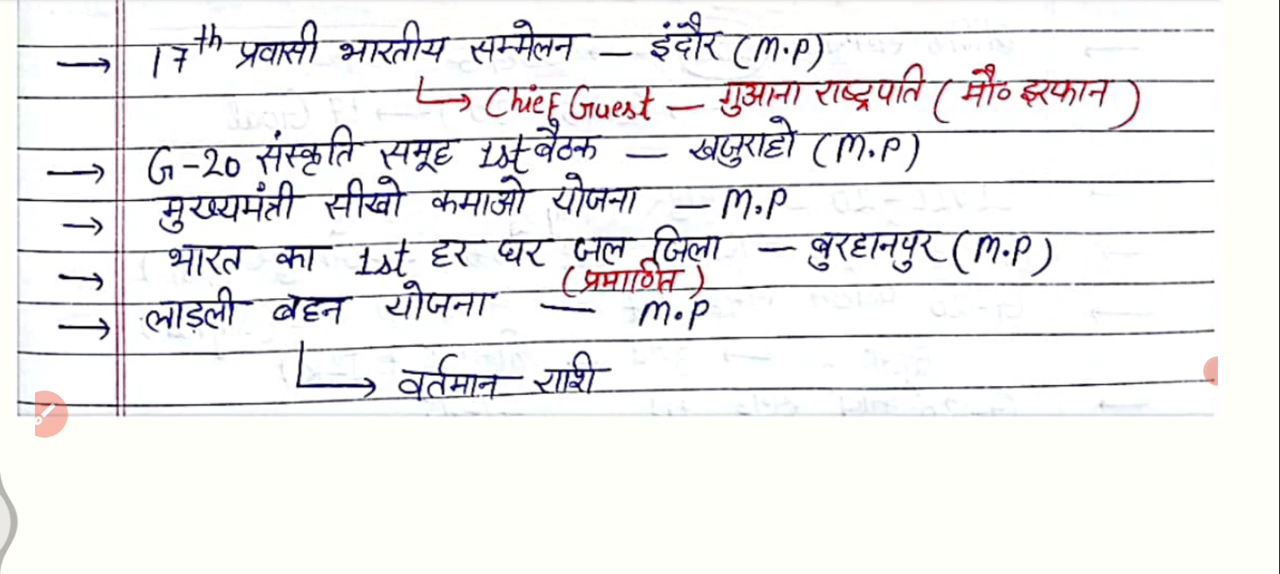 → 17th प्रवासी भारतीय सम्मेलन — इंदौर (M.P)
↳ Chief Guest — गुआना राष्ट्रपति (मौ० इरफान)
→ G-20 संस्कृति समूह 1st बैठक — खजुराहो (M.P)
→ मुख्यमंत्री सीखो कमाओ योजना — M.P
→ भारत का 1st हर घर जल जिला — बुरहानपुर (M.P)
(प्रमाणित)
→ लाड़ली बहन योजना — M.P
↳ वर्तमान राशी